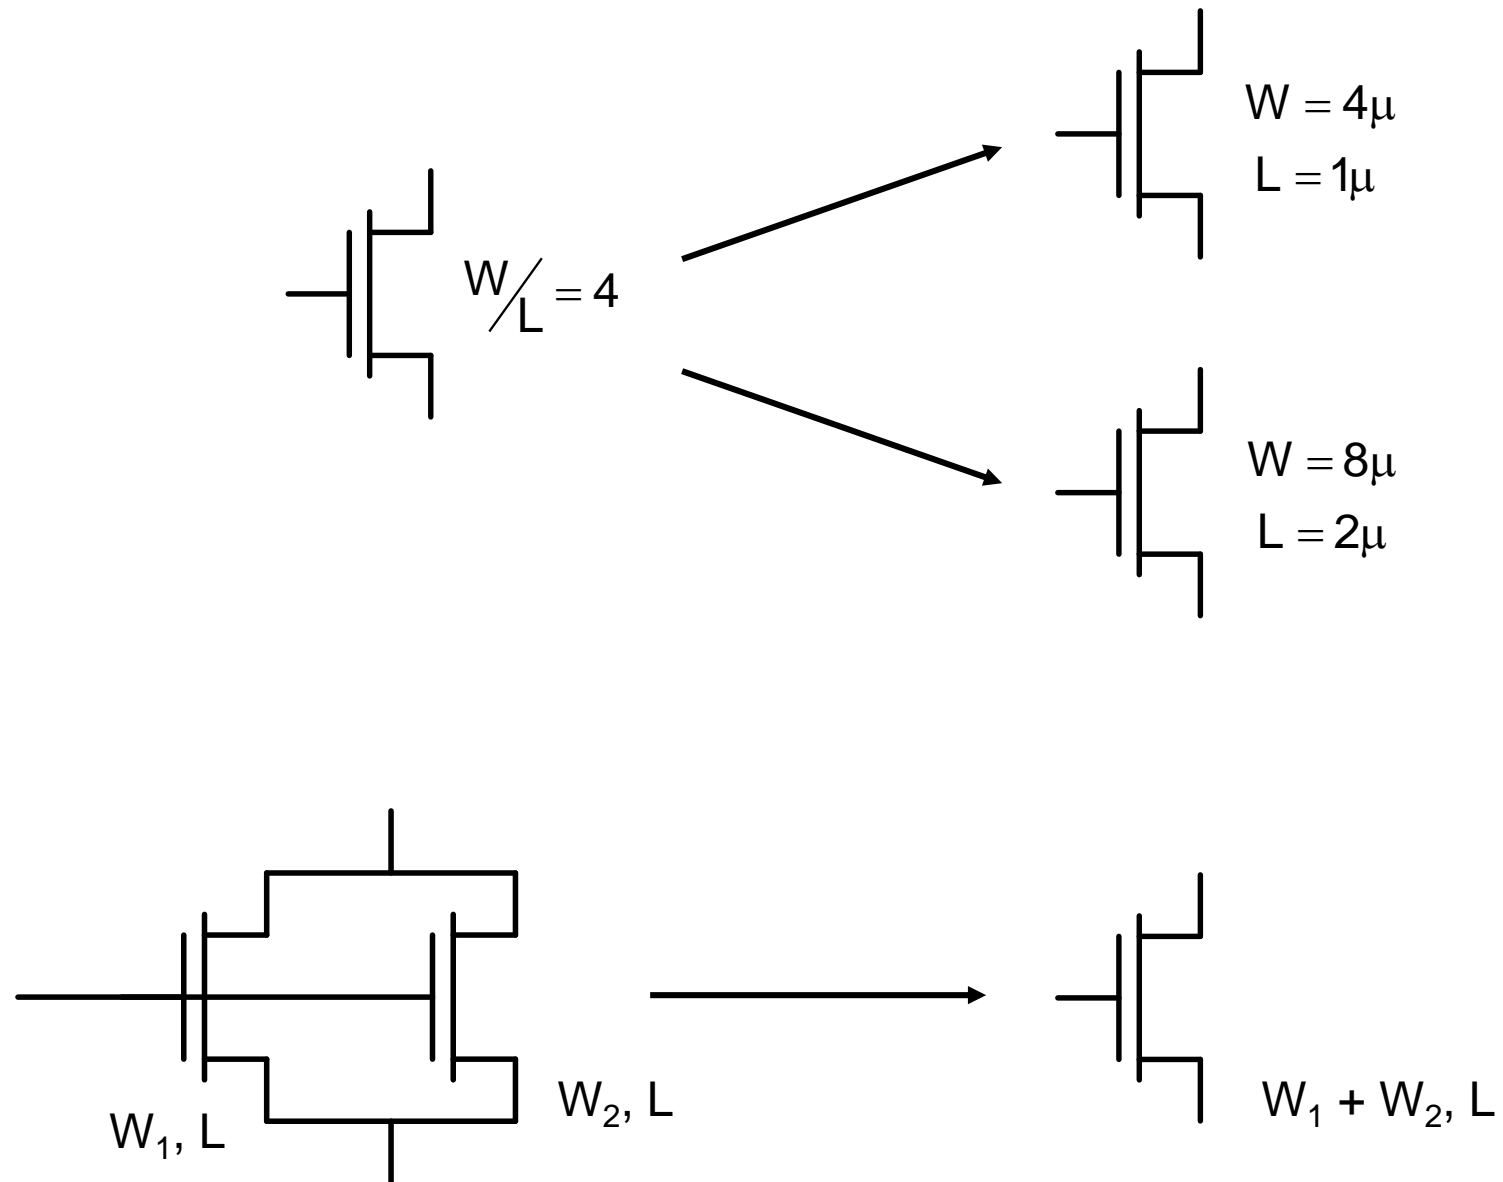 W = 4μ
L = 1μ
W/L = 4
W = 8μ
L = 2μ
W₁, L
W₂, L
W₁ + W₂, L